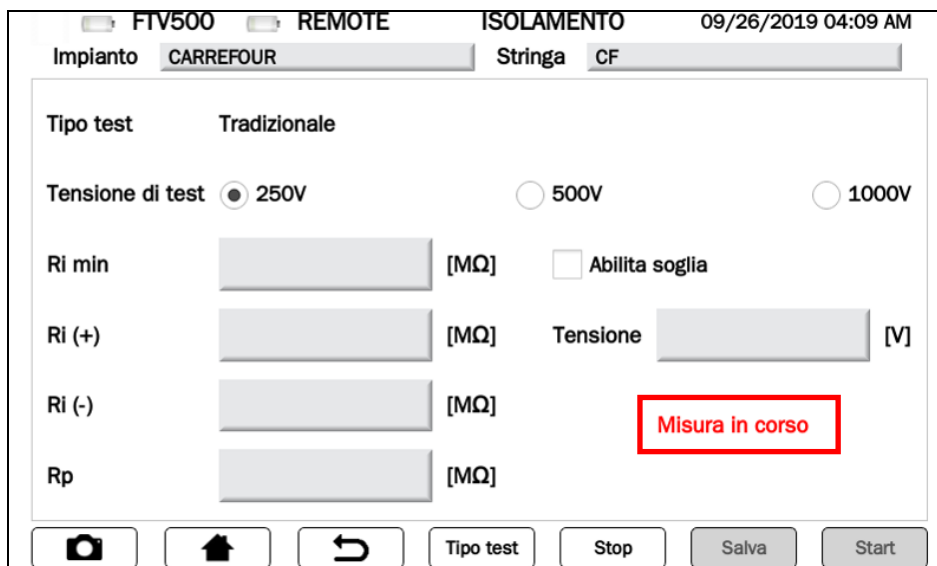 FTV500 REMOTE ISOLAMENTO 09/26/2019 04:09 AM
Impianto CARREFOUR Stringa CF
Tipo test Tradizionale
Tensione di test 250V 500V 1000V
Ri min [MΩ] Abilita soglia
Ri (+) [MΩ] Tensione [V]
Ri (-) [MΩ] Misura in corso
Rp [MΩ]
Tipo test Stop Salva Start